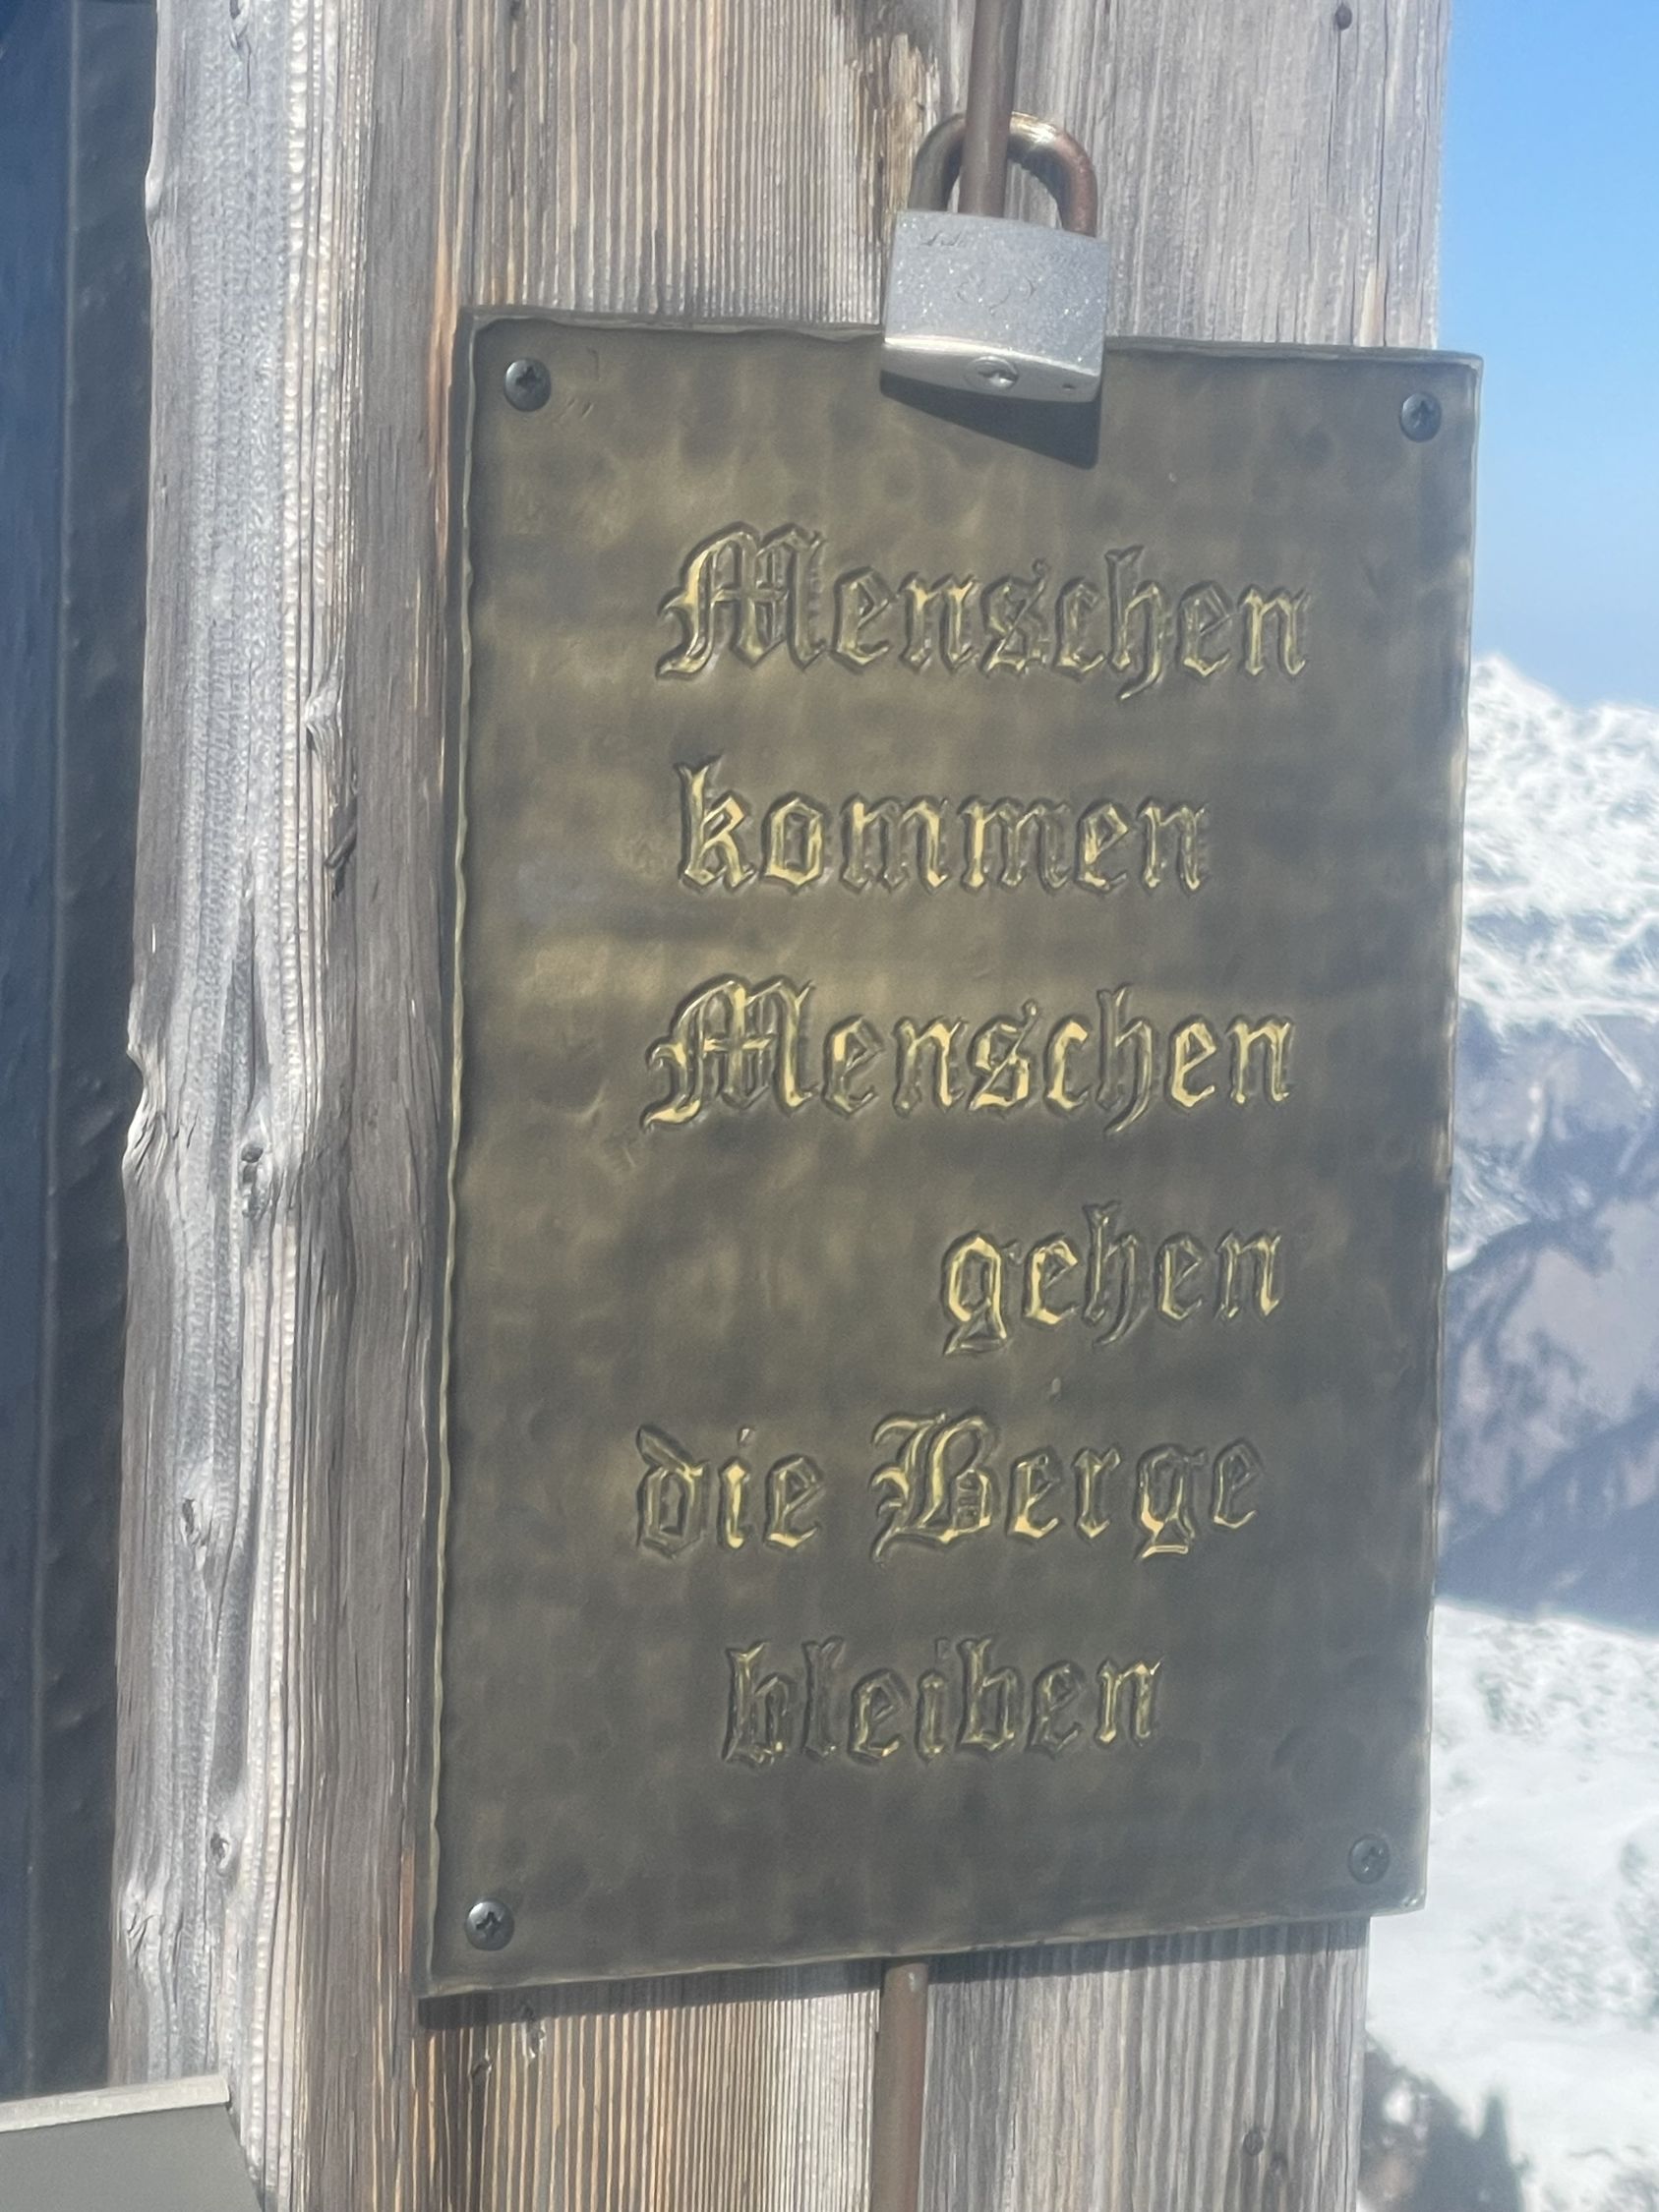 Menschen
kommen
Menschen
gehen
die Berge
bleiben